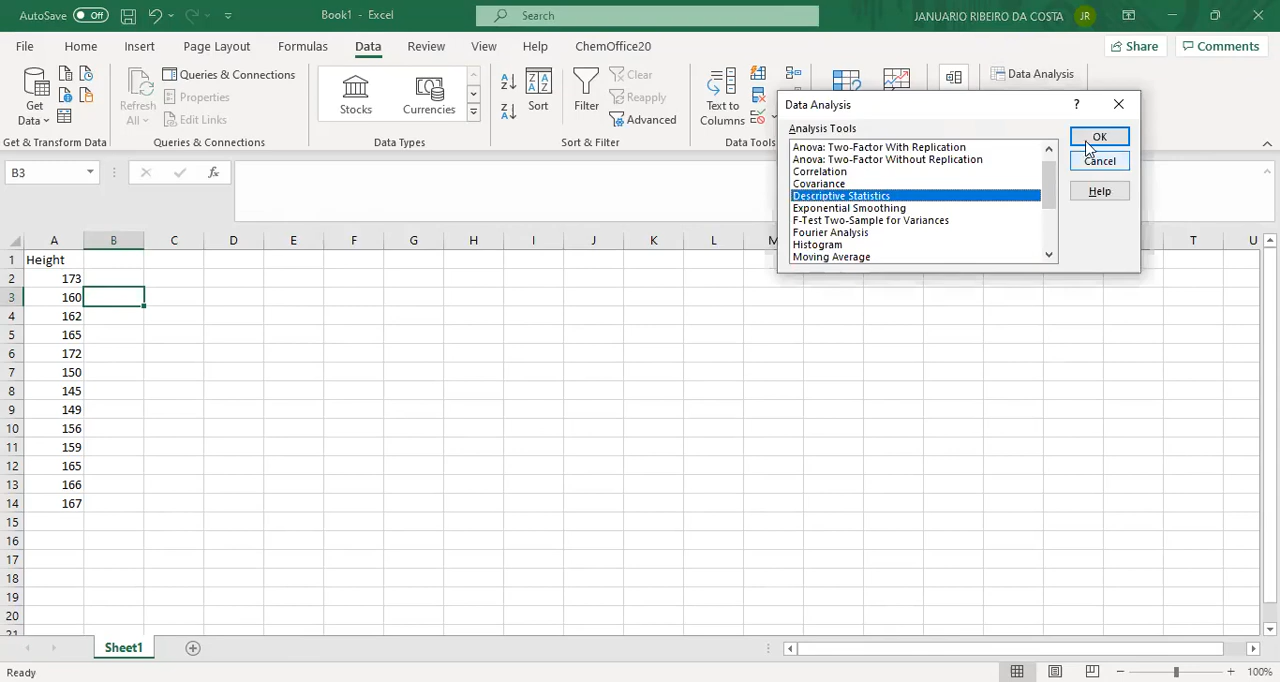 AutoSave Off Book1 - Excel Search JANUARIO RIBEIRO DA COSTA JR
File Home Insert Page Layout Formulas Data Review View Help ChemOffice20 Share Comments
Get Data
Refresh All
Queries & Connections
Properties
Edit Links
Stocks
Currencies
Sort
Filter
Clear
Reapply
Advanced
Text to Columns
Data Analysis
Get & Transform Data Queries & Connections Data Types Sort & Filter Data Tools
Data Analysis ?
Analysis Tools
Anova: Two-Factor With Replication
Anova: Two-Factor Without Replication
Correlation
Covariance
Descriptive Statistics
Exponential Smoothing
F-Test Two-Sample for Variances
Fourier Analysis
Histogram
Moving Average
OK
Cancel
Help
B3 fx
A B C D E F G H I J K L M T U
1 Height
2 173
3 160
4 162
5 165
6 172
7 150
8 145
9 149
10 156
11 159
12 165
13 166
14 167
15
16
17
18
19
20
21
Sheet1
Ready 100%